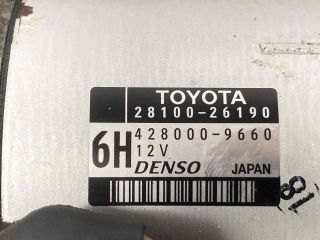 TOYOTA
28100-26190
6H 428000-9660
12V
DENSO JAPAN